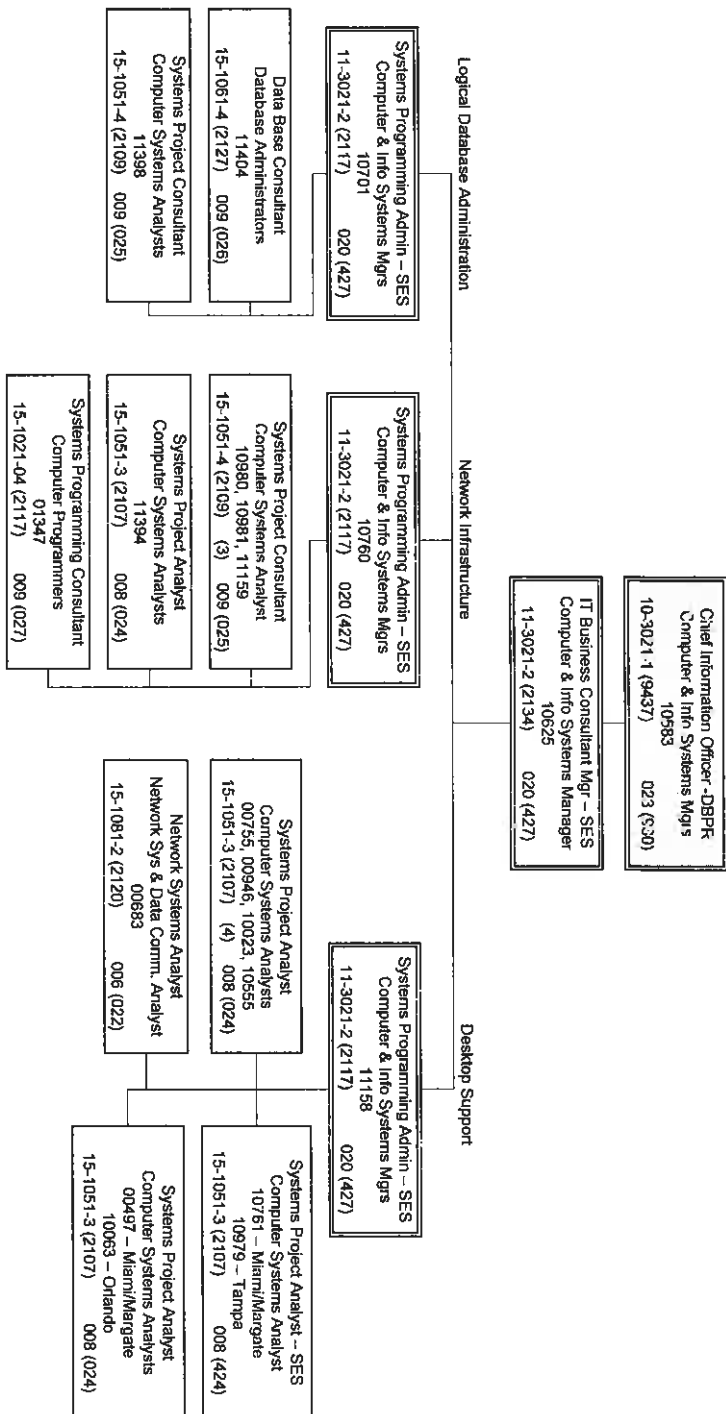 Chief Information Officer -DBPR
Computer & Info Systems Mgrs
10583
10-3021-1 (9437) 023 (930)
IT Business Consultant Mgr – SES
Computer & Info Systems Manager
10625
11-3021-2 (2134) 020 (427)
Logical Database Administration
Systems Programming Admin – SES
Computer & Info Systems Mgrs
10701
11-3021-2 (2117) 020 (427)
Data Base Consultant
Database Administrators
11404
15-1061-4 (2127) 009 (026)
Systems Project Consultant
Computer Systems Analysts
11398
15-1051-4 (2109) 009 (025)
Network Infrastructure
Systems Programming Admin – SES
Computer & Info Systems Mgrs
10760
11-3021-2 (2117) 020 (427)
Systems Project Consultant
Computer Systems Analyst
10980, 10981, 11159
15-1051-4 (2109) (3) 009 (025)
Systems Project Analyst
Computer Systems Analysts
11394
15-1051-3 (2107) 008 (024)
Systems Programming Consultant
Computer Programmers
01347
15-1021-04 (2117) 009 (027)
Desktop Support
Systems Programming Admin – SES
Computer & Info Systems Mgrs
11158
11-3021-2 (2117) 020 (427)
Systems Project Analyst
Computer Systems Analysts
00755, 00946, 10023, 10555
15-1051-3 (2107) (4) 008 (024)
Network Systems Analyst
Network Sys & Data Comm. Analyst
00683
15-1081-2 (2120) 006 (022)
Systems Project Analyst – SES
Computer Systems Analyst
10761 – Miami/Margate
10979 – Tampa
15-1051-3 (2107) 008 (424)
Systems Project Analyst
Computer Systems Analysts
00497 – Miami/Margate
10063 – Orlando
15-1051-3 (2107) 008 (024)